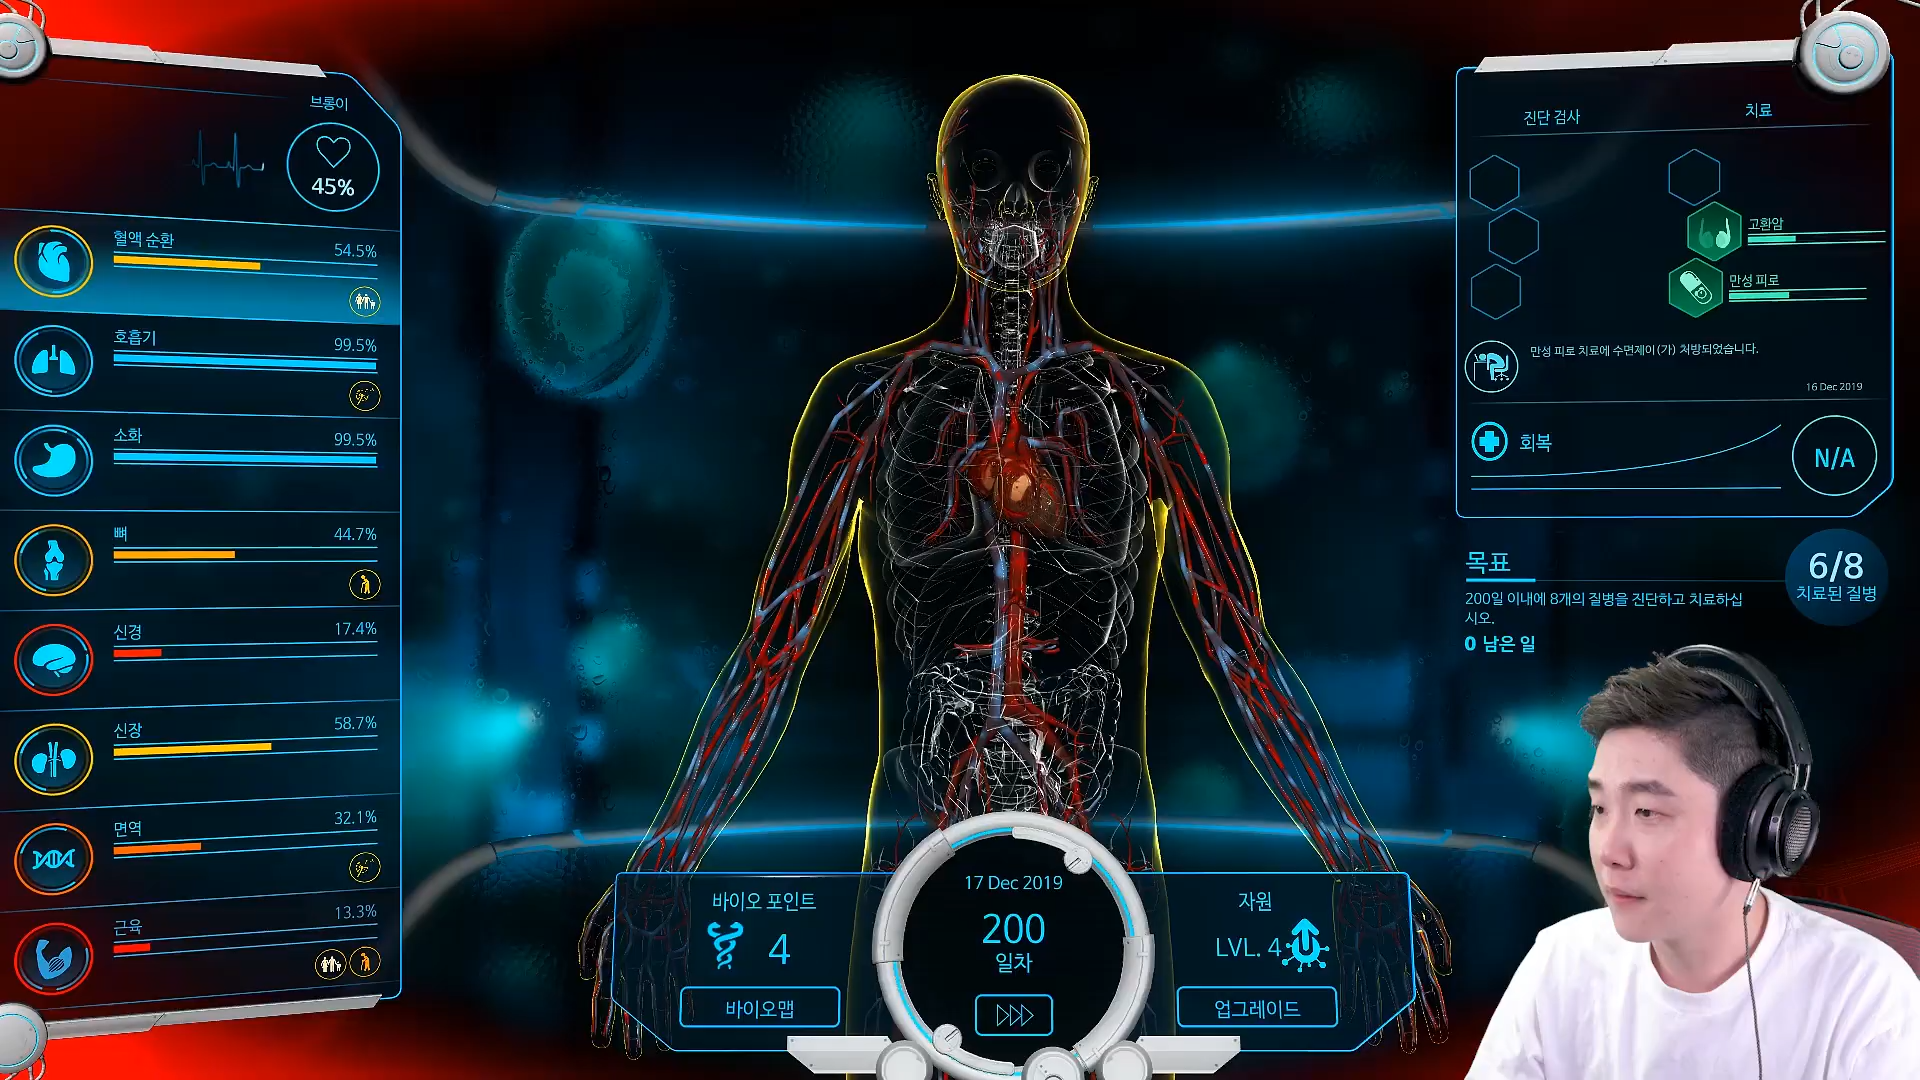 브롱이
45%
혈액 순환
54.5%
호흡기
99.5%
소화
99.5%
뼈
44.7%
신경
17.4%
신장
58.7%
면역
32.1%
근육
13.3%
진단 검사
치료
고환암
만성 피로
만성 피로 치료에 수면제이(가) 처방되었습니다.
16 Dec 2019
회복
N/A
목표
6/8
치료된 질병
200일 이내에 8개의 질병을 진단하고 치료하십
시오.
0 남은 일
바이오 포인트
4
바이오맵
17 Dec 2019
200
일차
자원
LVL. 4
업그레이드